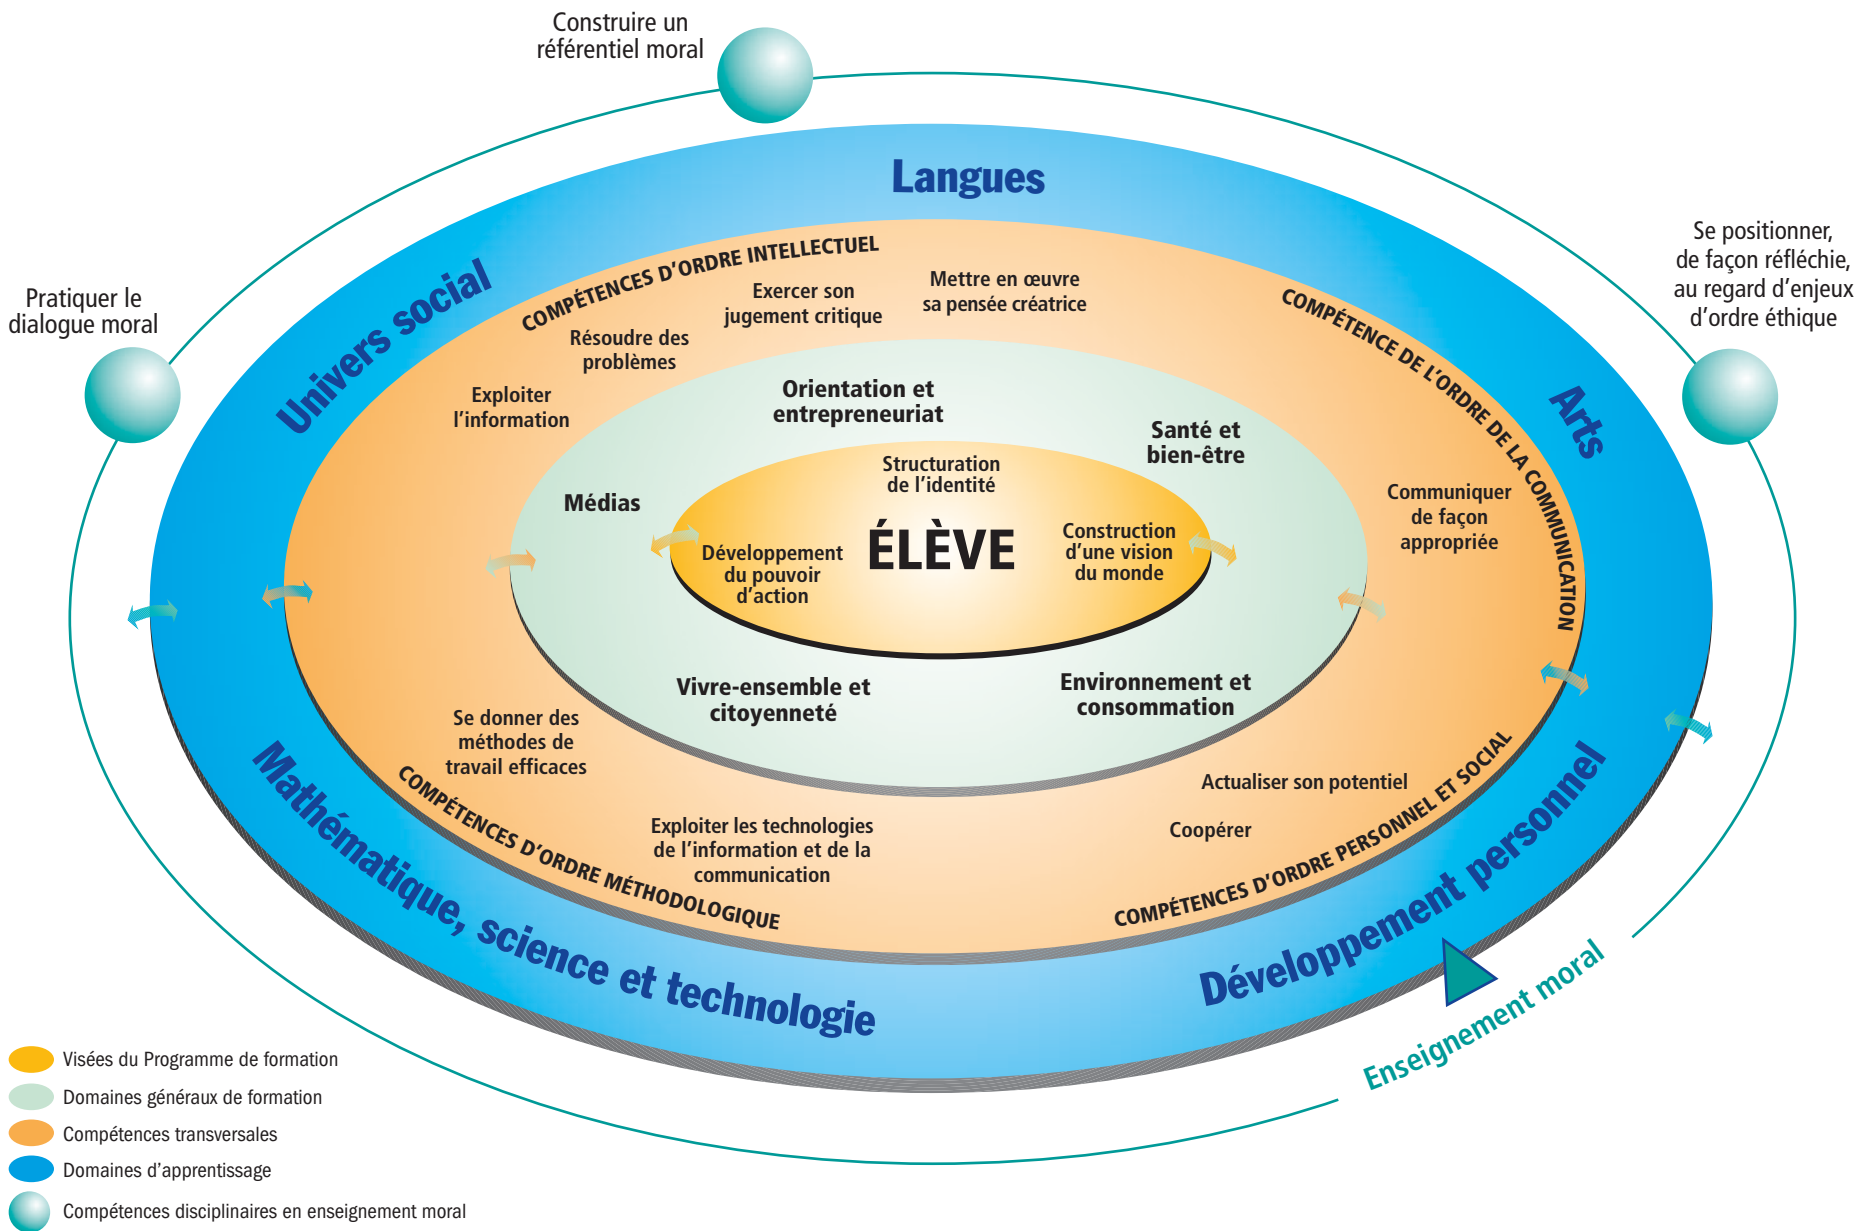 Construire un
référentiel moral
Se positionner,
de façon réfléchie,
au regard d'enjeux
d'ordre éthique
Pratiquer le
dialogue moral
Langues
Univers social
Arts
COMPÉTENCES D'ORDRE INTELLECTUEL
COMPÉTENCE DE L'ORDRE DE LA COMMUNICATION
Mettre en œuvre
sa pensée créatrice
Exercer son
jugement critique
Résoudre des
problèmes
Exploiter
l'information
Orientation et
entrepreneuriat
Santé et
bien-être
Médias
Structuration
de l'identité
ÉLÈVE
Développement
du pouvoir
d'action
Construction
d'une vision
du monde
Communiquer
de façon
appropriée
Vivre-ensemble et
citoyenneté
Environnement et
consommation
Se donner des
méthodes de
travail efficaces
Exploiter les technologies
de l'information et de la
communication
Actualiser son potentiel
Coopérer
COMPÉTENCES D'ORDRE MÉTHODOLOGIQUE
COMPÉTENCES D'ORDRE PERSONNEL ET SOCIAL
Mathématique, science et technologie
Développement personnel
Enseignement moral
Visées du Programme de formation
Domaines généraux de formation
Compétences transversales
Domaines d'apprentissage
Compétences disciplinaires en enseignement moral